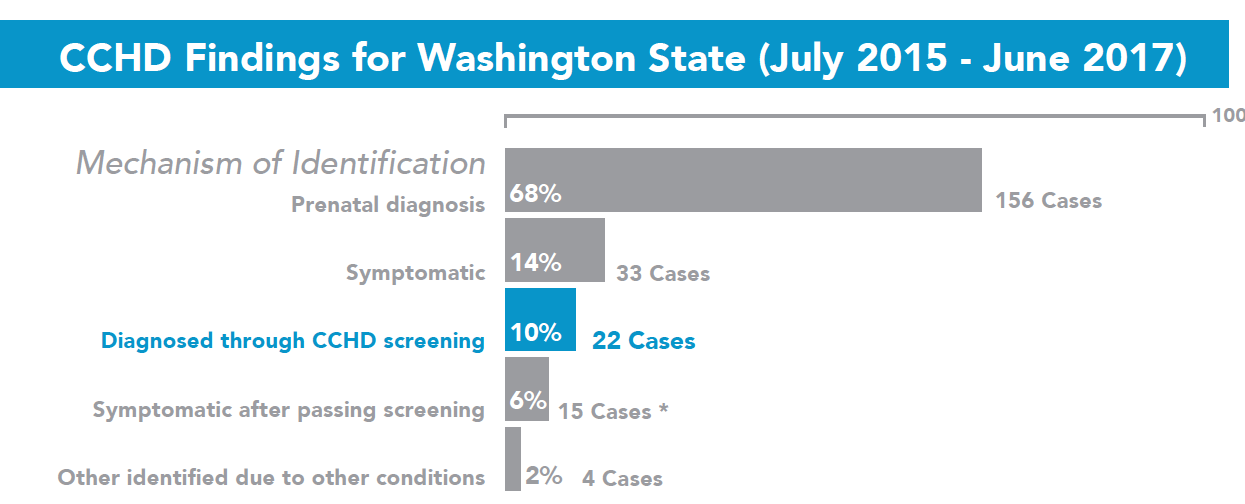 CCHD Findings for Washington State (July 2015 - June 2017)
100
Mechanism of Identification
Prenatal diagnosis 68% 156 Cases
Symptomatic 14% 33 Cases
Diagnosed through CCHD screening 10% 22 Cases
Symptomatic after passing screening 6% 15 Cases *
Other identified due to other conditions 2% 4 Cases